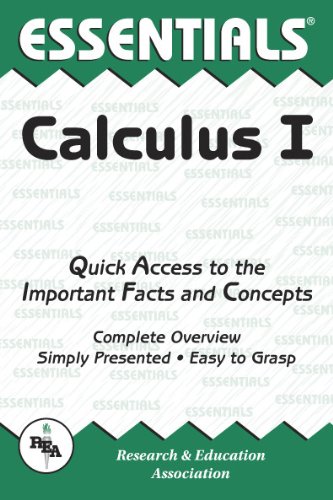 ESSENTIALS®
Calculus I
Quick Access to the
Important Facts and Concepts
Complete Overview
Simply Presented • Easy to Grasp
REA
Research & Education
Association